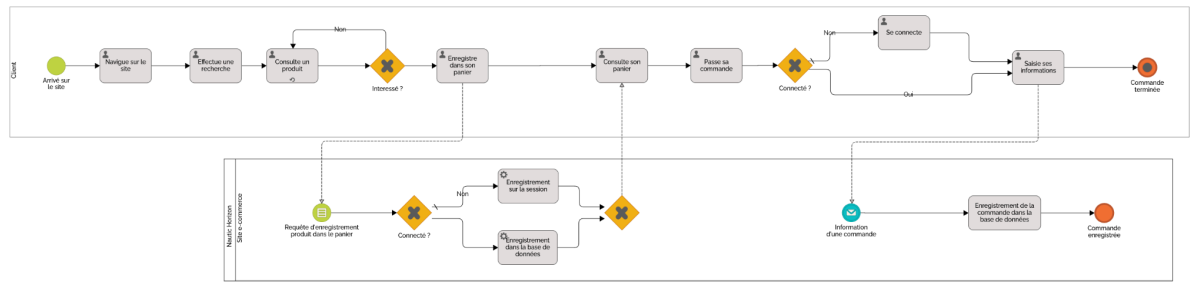 Client
Arrivé sur
le site
Navigue sur le
site
Effectue une
recherche
Consulte un
produit
Non
Interessé ?
Enregistre
dans son
panier
Consulte son
panier
Passe sa
commande
Connecté ?
Non
Se connecte
Oui
Saisie ses
informations
Commande
terminée
Nautic Horizon
Site e-commerce
Requête d'enregistrement
produit dans le panier
Connecté ?
Non
Enregistrement
sur la session
Enregistrement
dans la base de
données
Information
d'une commande
Enregistrement de la
commande dans la
base de données
Commande
enregistrée